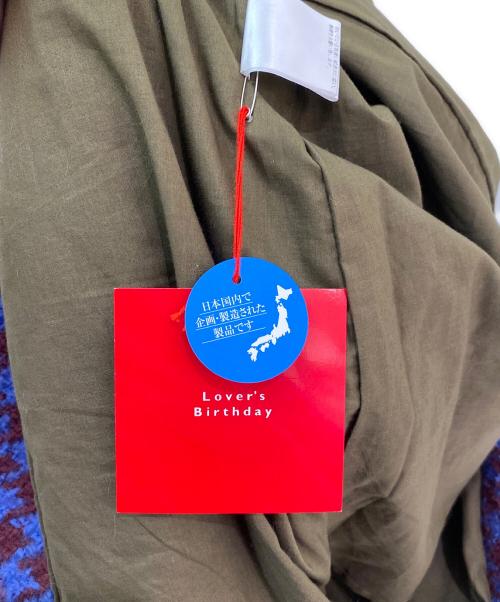 日本国内で
企画・製造された
製品です
Lover's
Birthday